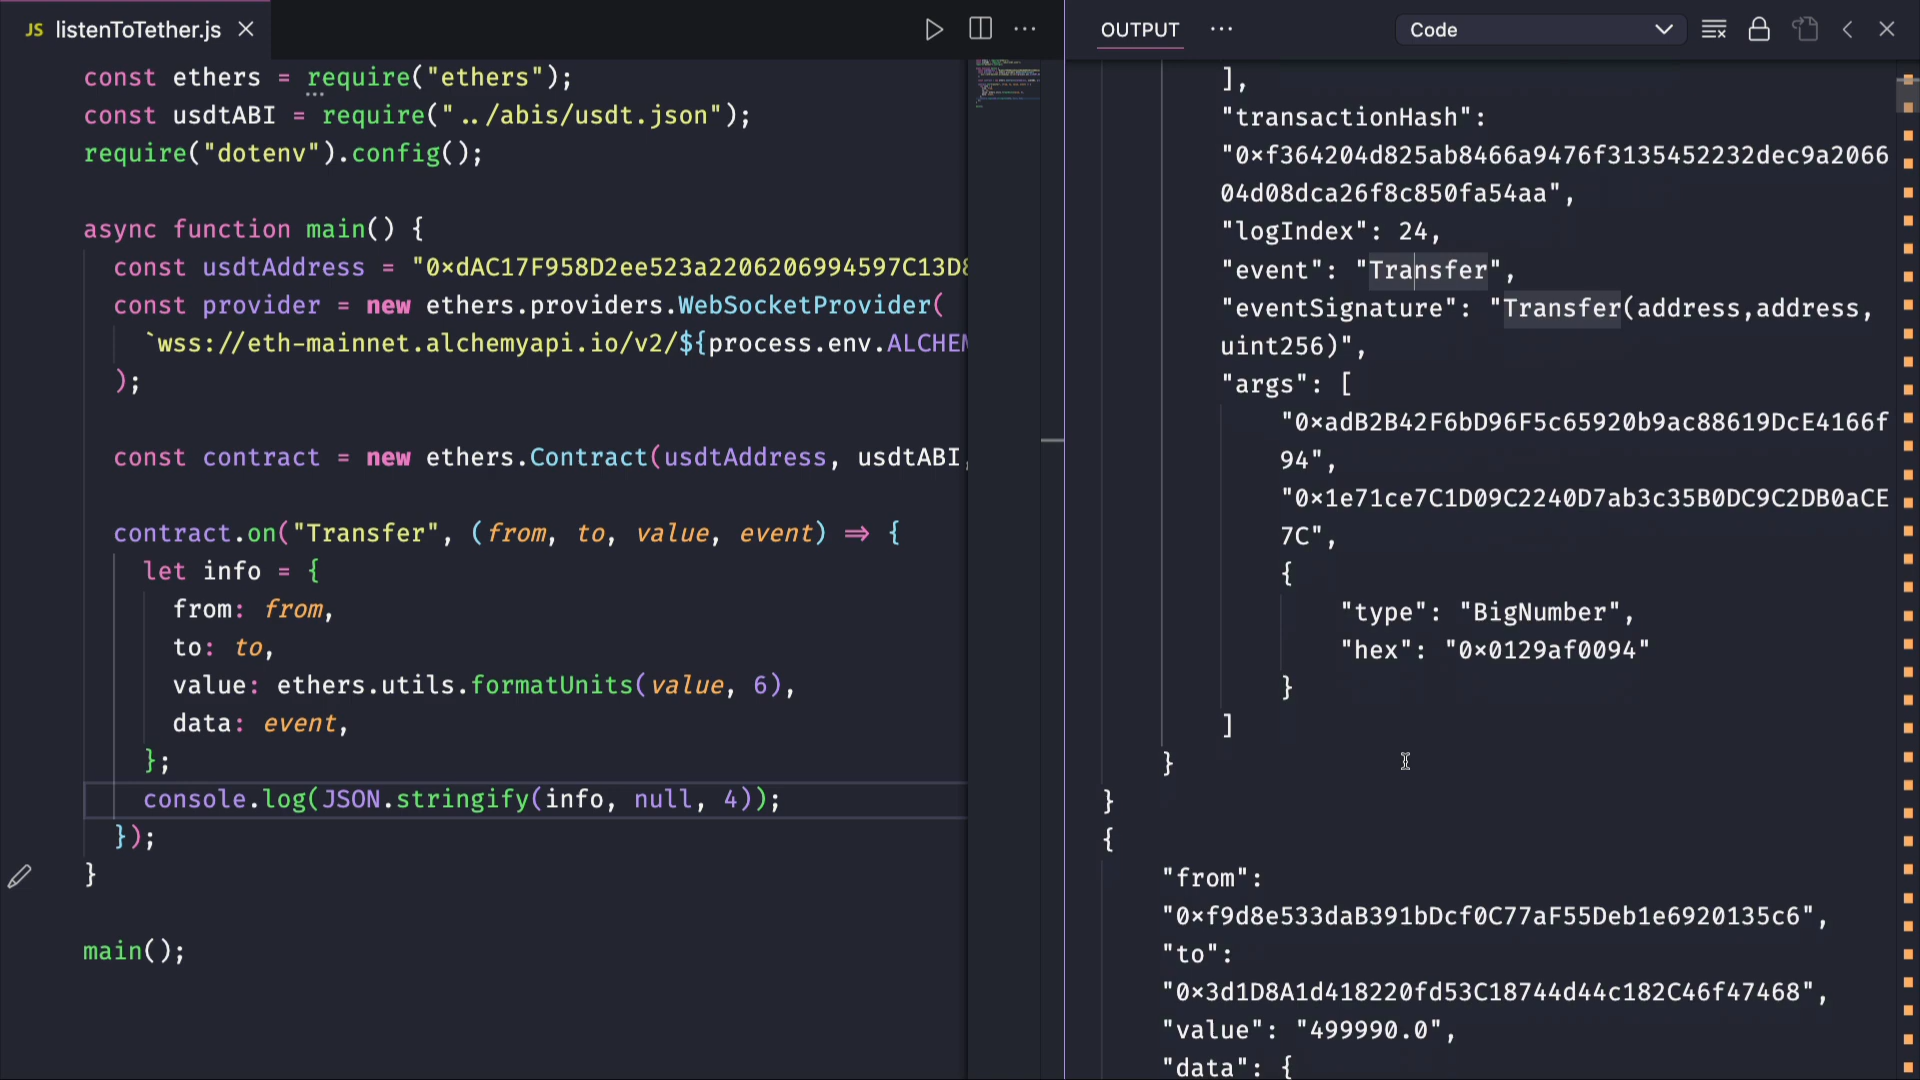 JS listenToTether.js
const ethers = require("ethers");
const usdtABI = require("../abis/usdt.json");
require("dotenv").config();
async function main() {
const usdtAddress = "0xdAC17F958D2ee523a2206206994597C13D8
const provider = new ethers.providers.WebSocketProvider(
`wss://eth-mainnet.alchemyapi.io/v2/${process.env.ALCHEM
);
const contract = new ethers.Contract(usdtAddress, usdtABI,
contract.on("Transfer", (from, to, value, event) => {
let info = {
from: from,
to: to,
value: ethers.utils.formatUnits(value, 6),
data: event,
};
console.log(JSON.stringify(info, null, 4));
});
}
main();
OUTPUT
Code
],
"transactionHash":
"0xf364204d825ab8466a9476f3135452232dec9a2066
04d08dca26f8c850fa54aa",
"logIndex": 24,
"event": "Transfer",
"eventSignature": "Transfer(address,address,
uint256)",
"args": [
"0xadB2B42F6bD96F5c65920b9ac88619DcE4166f
94",
"0x1e71ce7C1D09C2240D7ab3c35B0DC9C2DB0aCE
7C",
{
"type": "BigNumber",
"hex": "0x0129af0094"
}
]
}
}
{
"from":
"0xf9d8e533daB391bDcf0C77aF55Deb1e6920135c6",
"to":
"0x3d1D8A1d418220fd53C18744d44c182C46f47468",
"value": "499990.0",
"data": {